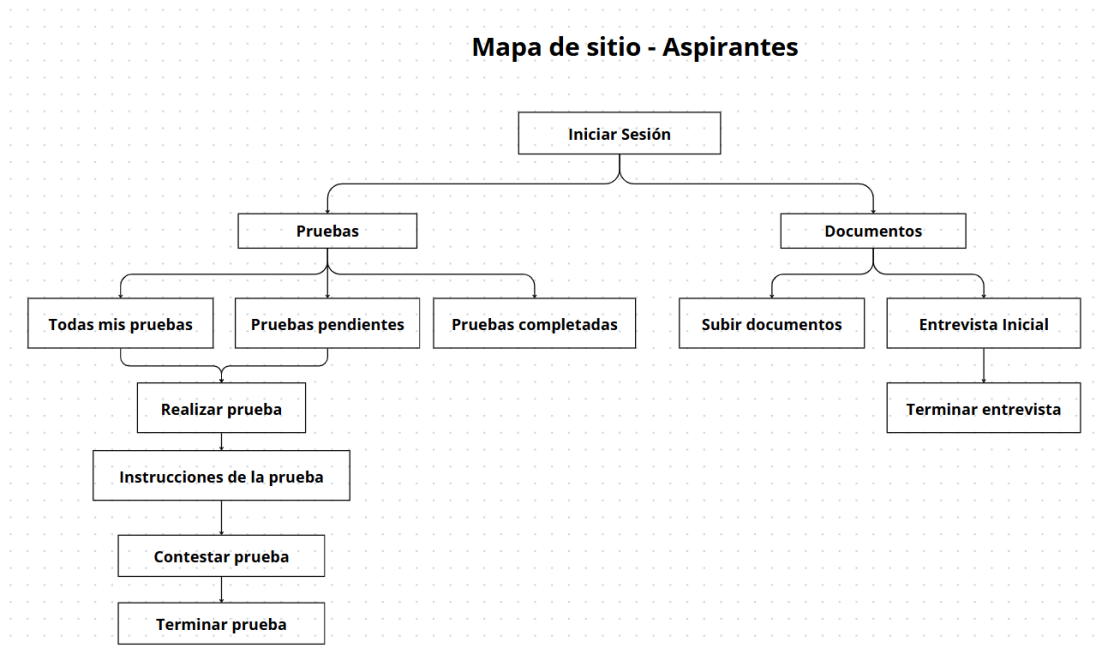 Mapa de sitio - Aspirantes
Iniciar Sesión
Pruebas
Documentos
Todas mis pruebas
Pruebas pendientes
Pruebas completadas
Subir documentos
Entrevista Inicial
Realizar prueba
Terminar entrevista
Instrucciones de la prueba
Contestar prueba
Terminar prueba